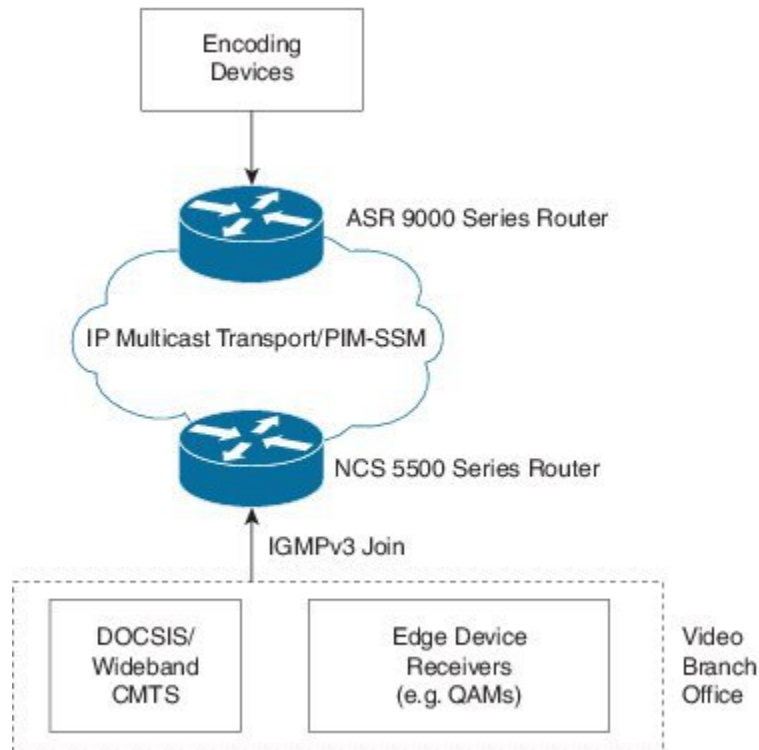 Encoding
Devices
ASR 9000 Series Router
IP Multicast Transport/PIM-SSM
NCS 5500 Series Router
IGMPv3 Join
DOCSIS/
Wideband
CMTS
Edge Device
Receivers
(e.g. QAMs)
Video
Branch
Office